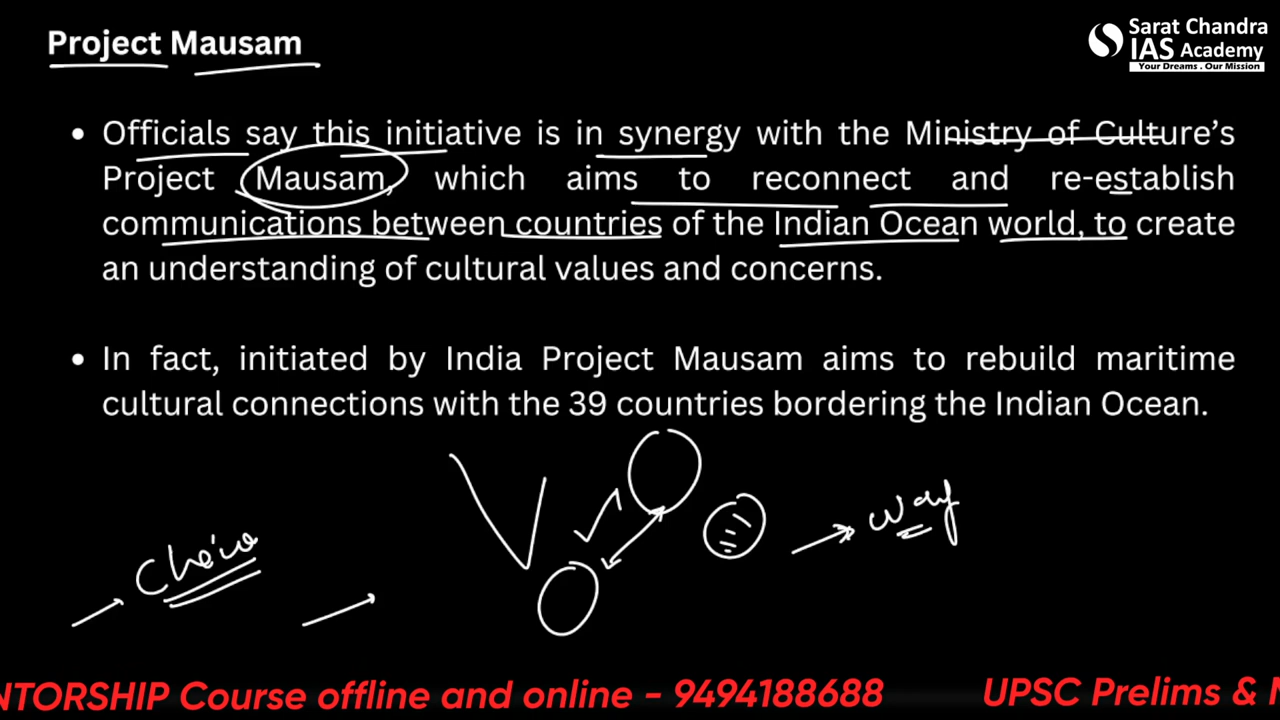 Project Mausam
Sarat Chandra
IAS Academy
Your Dreams . Our Mission
• Officials say this initiative is in synergy with the Ministry of Culture's
Project Mausam, which aims to reconnect and re-establish
communications between countries of the Indian Ocean world, to create
an understanding of cultural values and concerns.
• In fact, initiated by India Project Mausam aims to rebuild maritime
cultural connections with the 39 countries bordering the Indian Ocean.
NTORSHIP Course offline and online - 9494188688 UPSC Prelims &